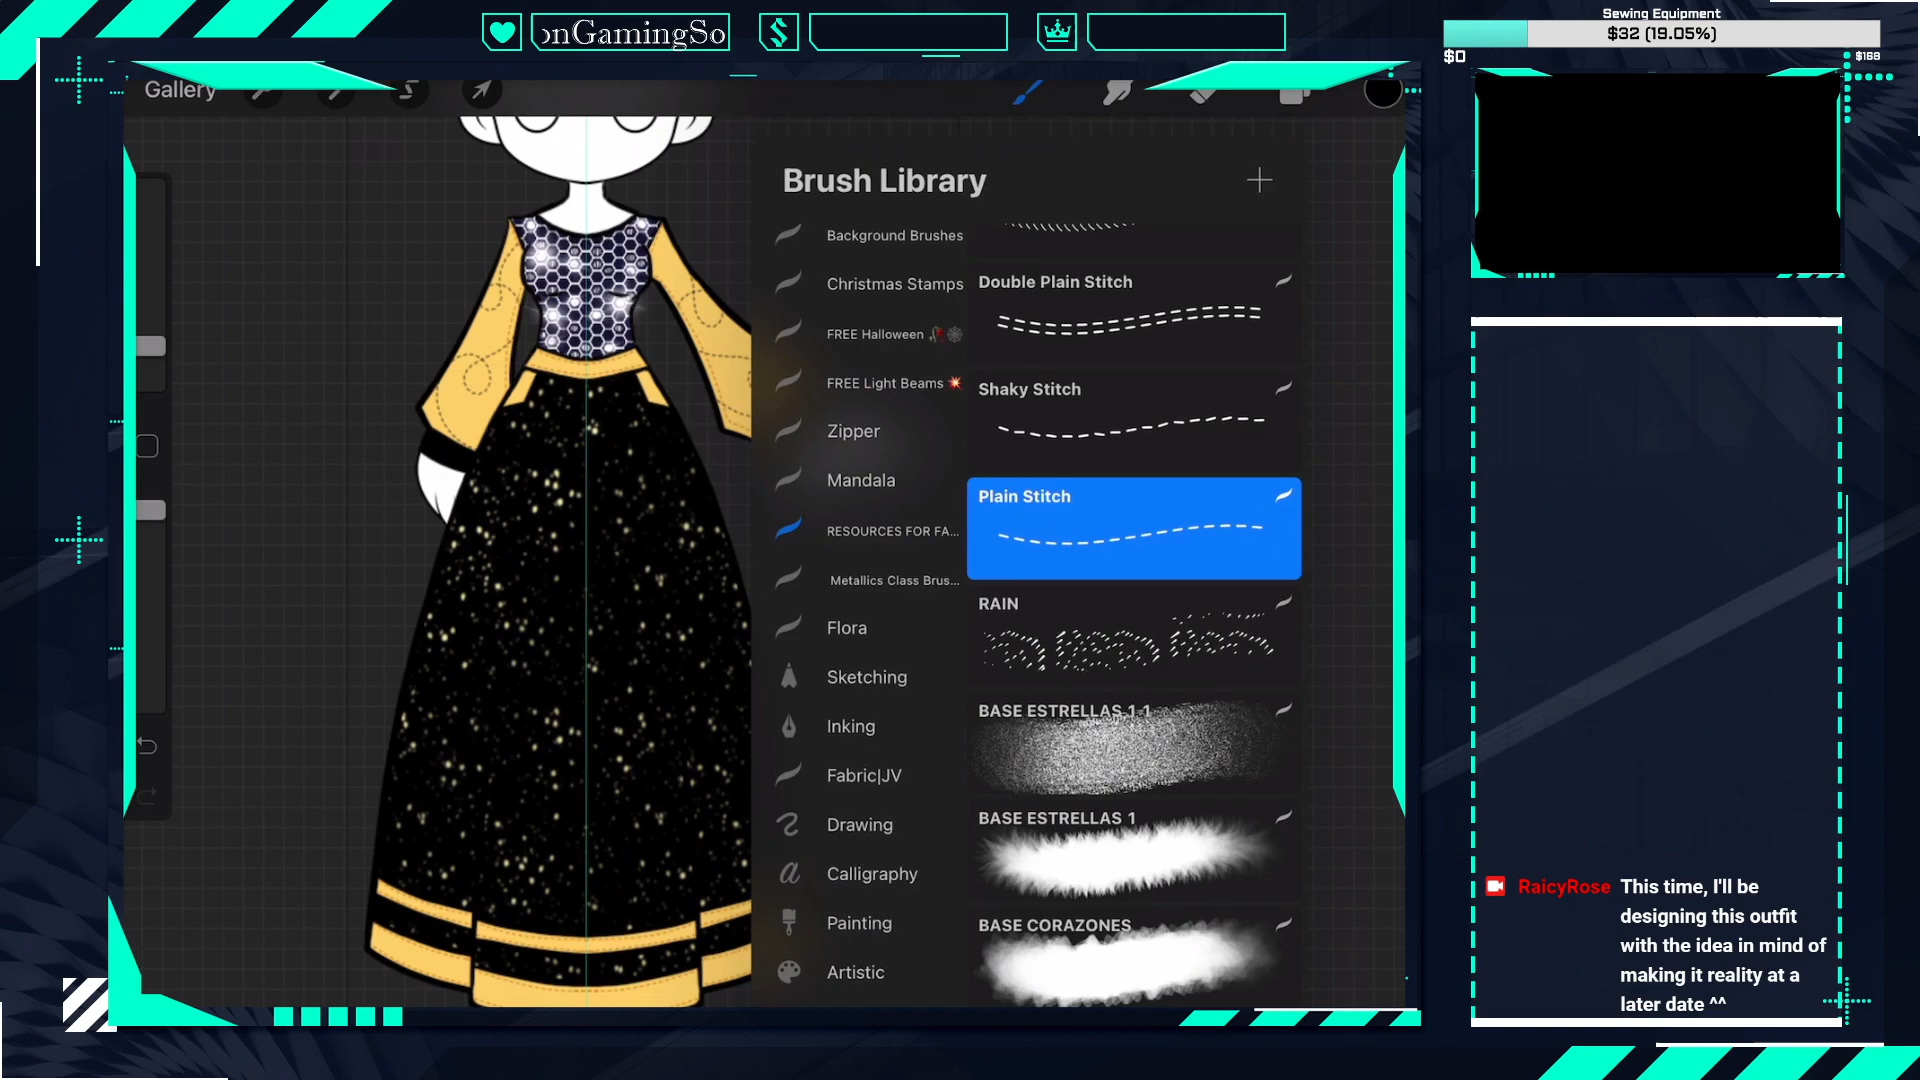 ɔnGamingSo
Sewing Equipment
$32 (19.05%)
$0
$168
Gallery
Brush Library
Background Brushes
Christmas Stamps
FREE Halloween 🥀🕸
FREE Light Beams 💥
Zipper
Mandala
RESOURCES FOR FA...
Metallics Class Brus...
Flora
Sketching
Inking
Fabric|JV
Drawing
Calligraphy
Painting
Artistic
Double Plain Stitch
Shaky Stitch
Plain Stitch
RAIN
BASE ESTRELLAS 1 1
BASE ESTRELLAS 1
BASE CORAZONES
RaicyRose This time, I'll be
designing this outfit
with the idea in mind of
making it reality at a
later date ^^